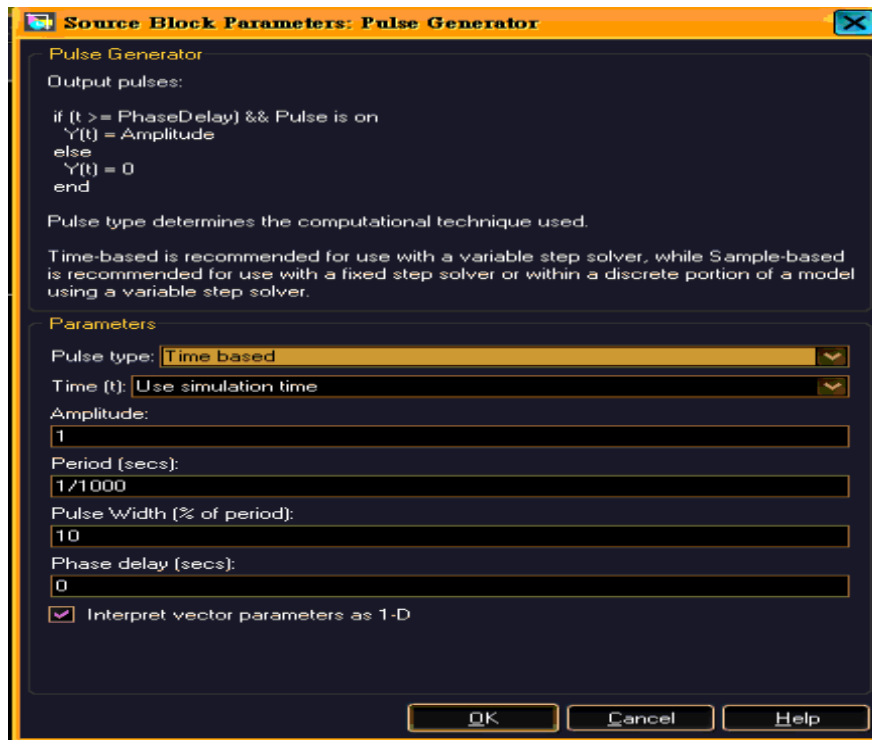 Source Block Parameters: Pulse Generator
Pulse Generator
Output pulses:
if (t >= PhaseDelay) && Pulse is on
Y(t) = Amplitude
else
Y(t) = 0
end
Pulse type determines the computational technique used.
Time-based is recommended for use with a variable step solver, while Sample-based
is recommended for use with a fixed step solver or within a discrete portion of a model
using a variable step solver.
Parameters
Pulse type: Time based
Time (t): Use simulation time
Amplitude:
1
Period (secs):
1/1000
Pulse Width (% of period):
10
Phase delay (secs):
0
Interpret vector parameters as 1-D
OK Cancel Help